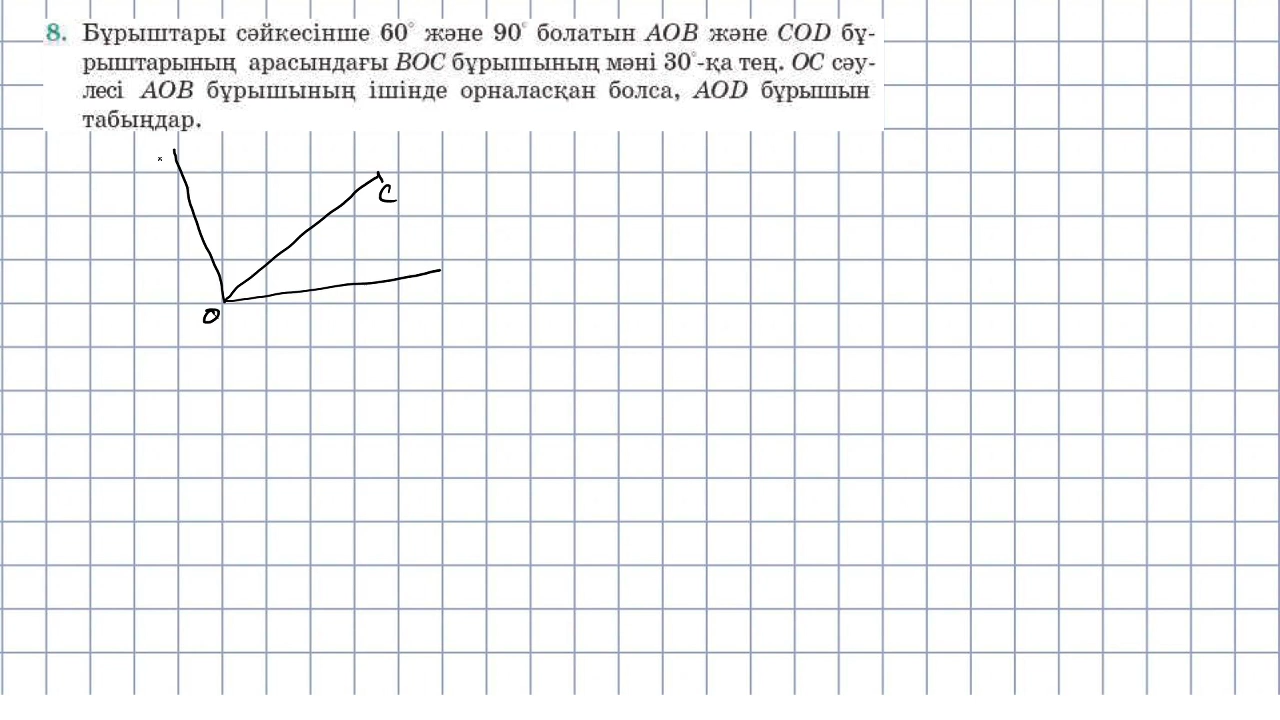 8. Бұрыштары сәйкесінше 60° және 90° болатын AOB және COD бұ-
рыштарының арасындағы BOC бұрышының мәні 30°-қа тең. OC сәу-
лесі AOB бұрышының ішінде орналасқан болса, AOD бұрышын
табыңдар.
C
O